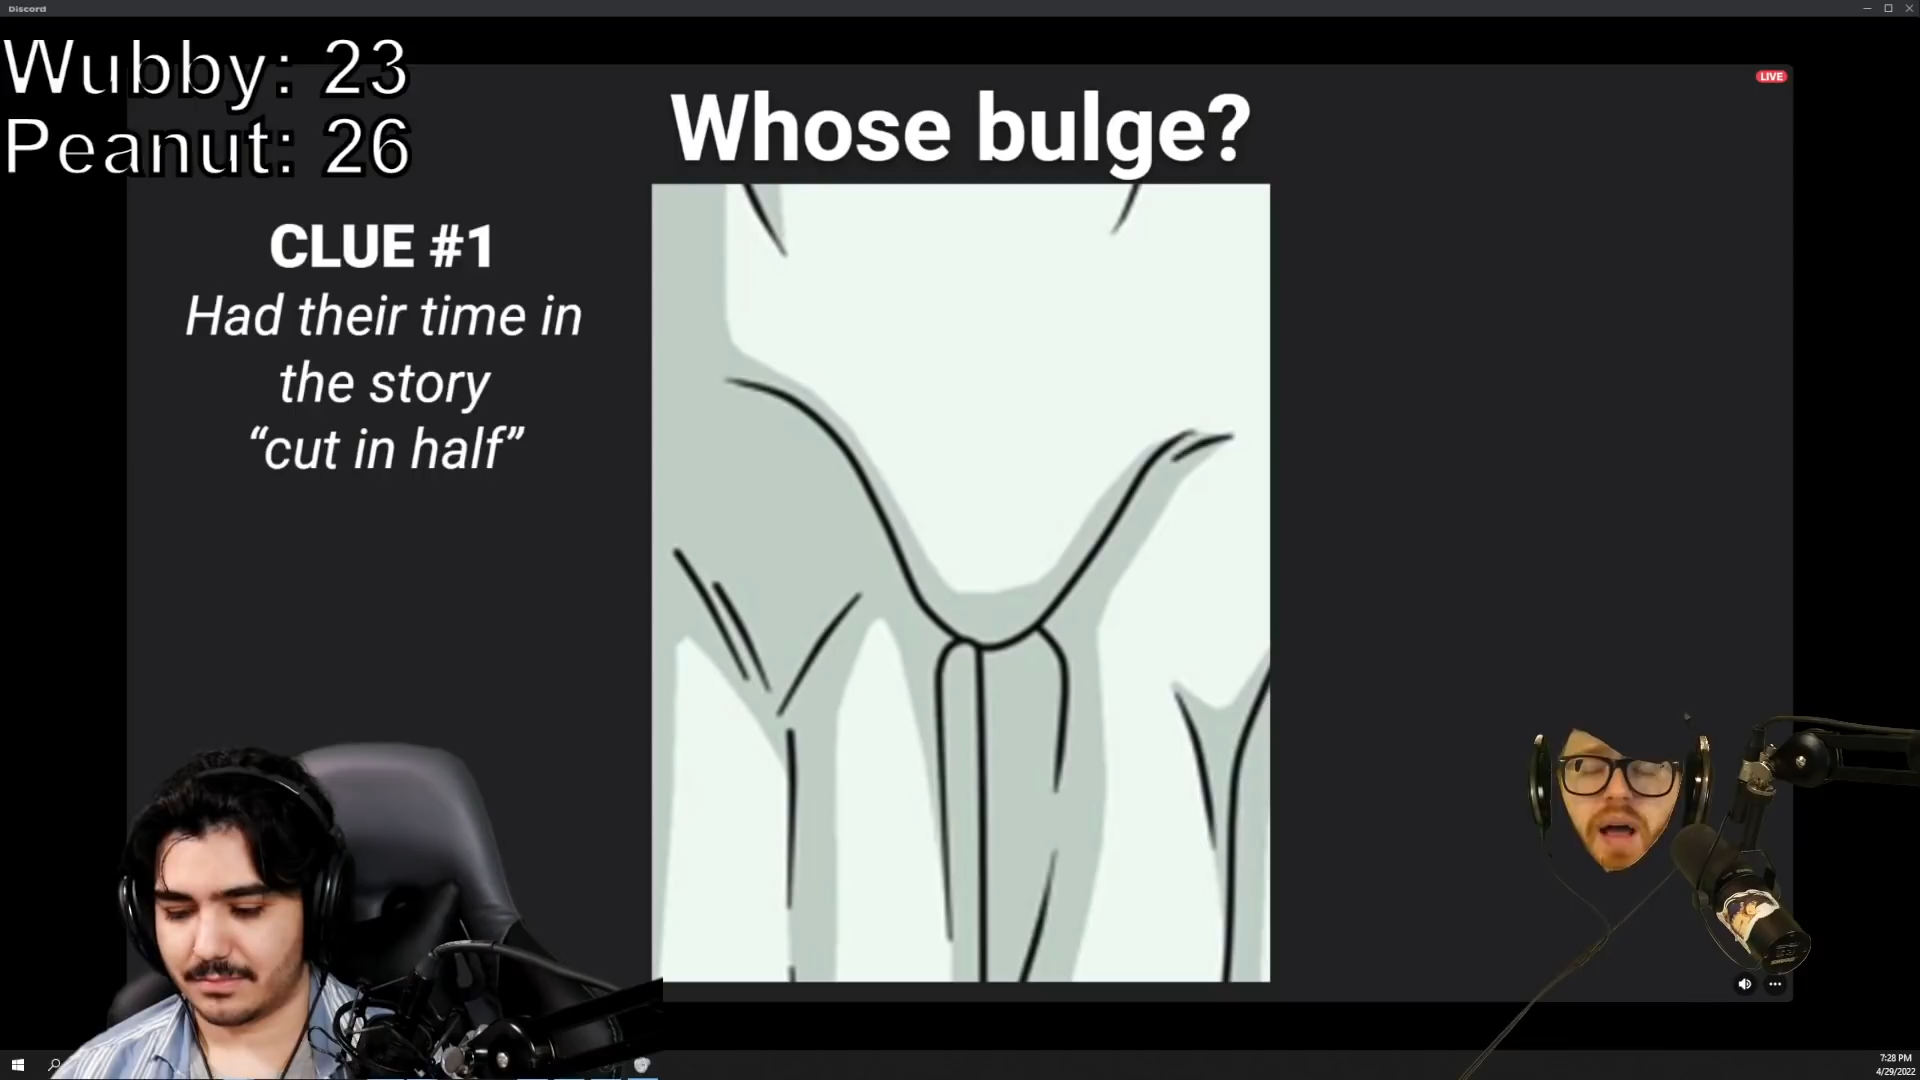 Discord
Wubby: 23
Peanut: 26
LIVE
Whose bulge?
CLUE #1
Had their time in
the story
“cut in half”
7:28 PM
4/29/2022